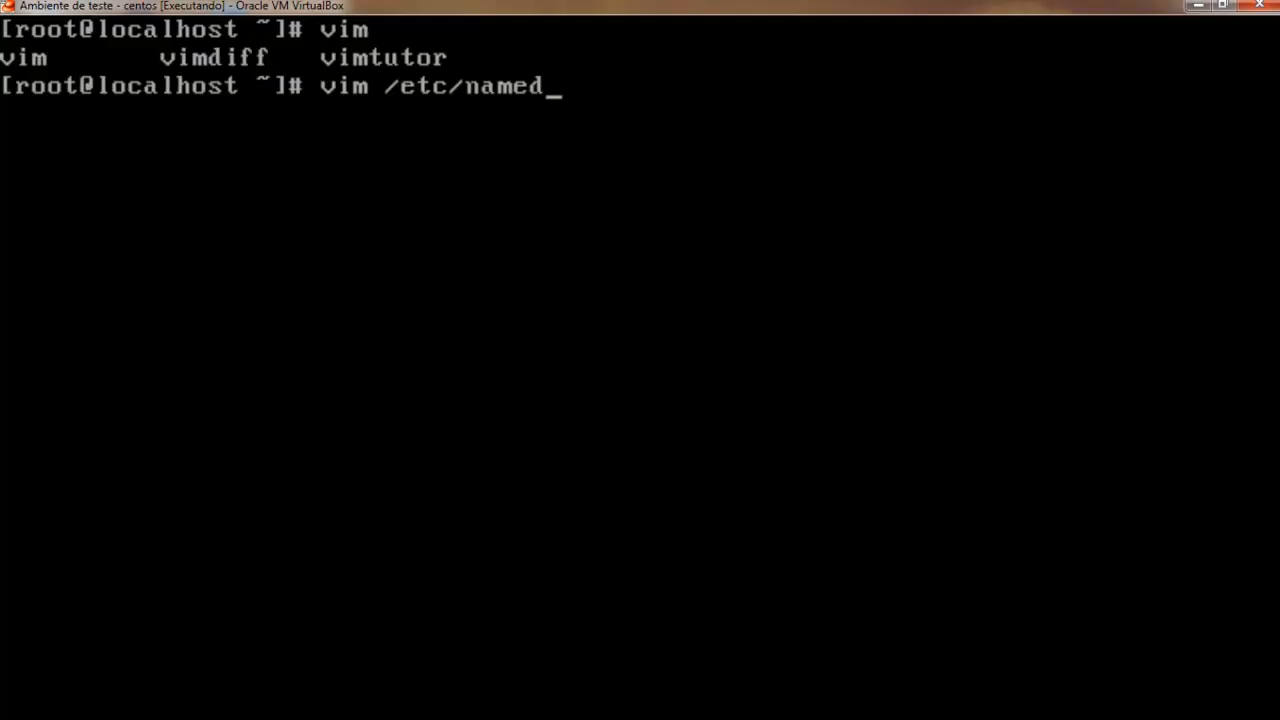 Ambiente de teste - centos [Executando] - Oracle VM VirtualBox
[root@localhost ~]# vim
vim vimdiff vimtutor
[root@localhost ~]# vim /etc/named_